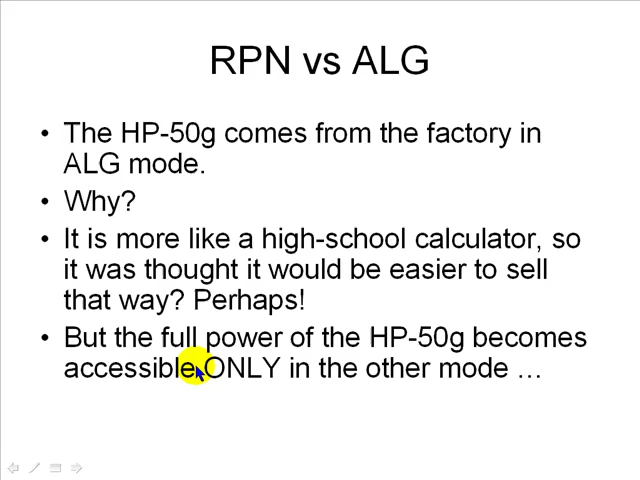 RPN vs ALG
• The HP-50g comes from the factory in
ALG mode.
• Why?
• It is more like a high-school calculator, so
it was thought it would be easier to sell
that way? Perhaps!
• But the full power of the HP-50g becomes
accessible ONLY in the other mode …